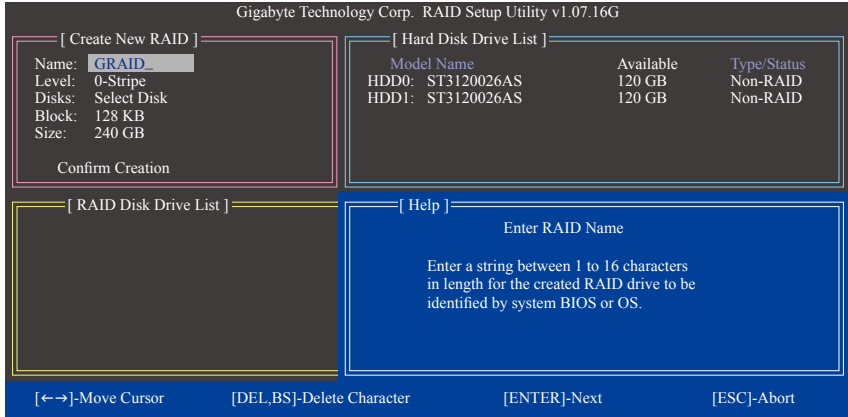 Gigabyte Technology Corp. RAID Setup Utility v1.07.16G
[ Create New RAID ]
Name: GRAID_
Level: 0-Stripe
Disks: Select Disk
Block: 128 KB
Size: 240 GB
Confirm Creation
[ Hard Disk Drive List ]
Model Name Available Type/Status
HDD0: ST3120026AS 120 GB Non-RAID
HDD1: ST3120026AS 120 GB Non-RAID
[ RAID Disk Drive List ]
[ Help ]
Enter RAID Name
Enter a string between 1 to 16 characters
in length for the created RAID drive to be
identified by system BIOS or OS.
[←→]-Move Cursor [DEL,BS]-Delete Character [ENTER]-Next [ESC]-Abort